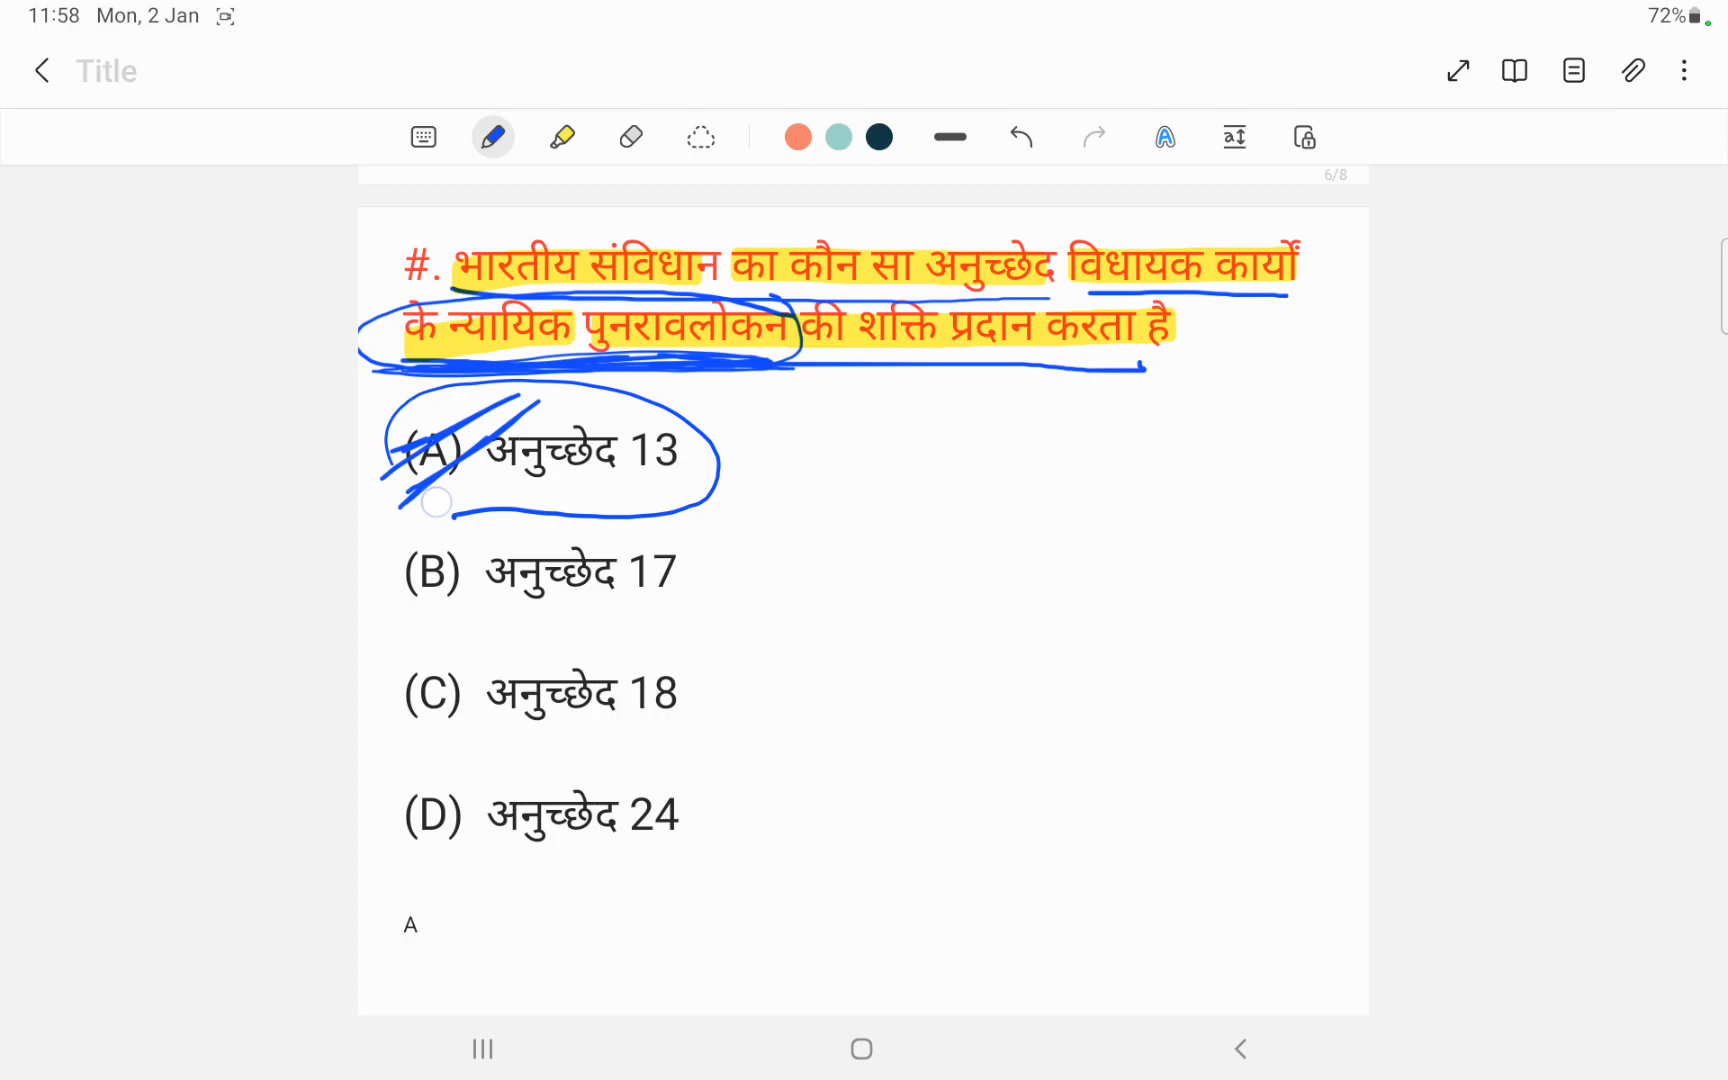 11:58 Mon, 2 Jan 72%
Title
6/8
#. भारतीय संविधान का कौन सा अनुच्छेद विधायक कार्यों
के न्यायिक पुनरावलोकन की शक्ति प्रदान करता है
(A) अनुच्छेद 13
(B) अनुच्छेद 17
(C) अनुच्छेद 18
(D) अनुच्छेद 24
A